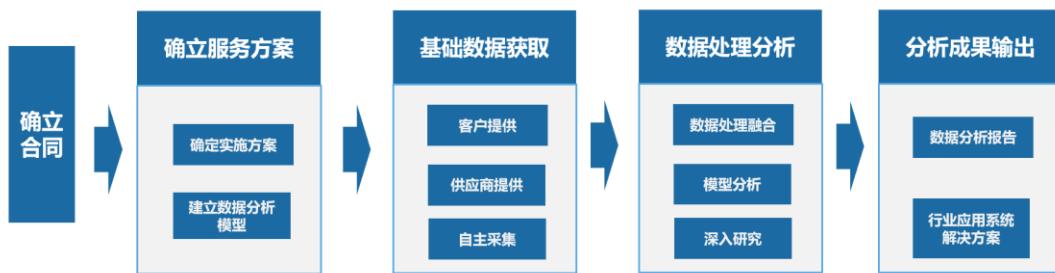 确立
合同
确立服务方案
确定实施方案
建立数据分析
模型
基础数据获取
客户提供
供应商提供
自主采集
数据处理分析
数据处理融合
模型分析
深入研究
分析成果输出
数据分析报告
行业应用系统
解决方案